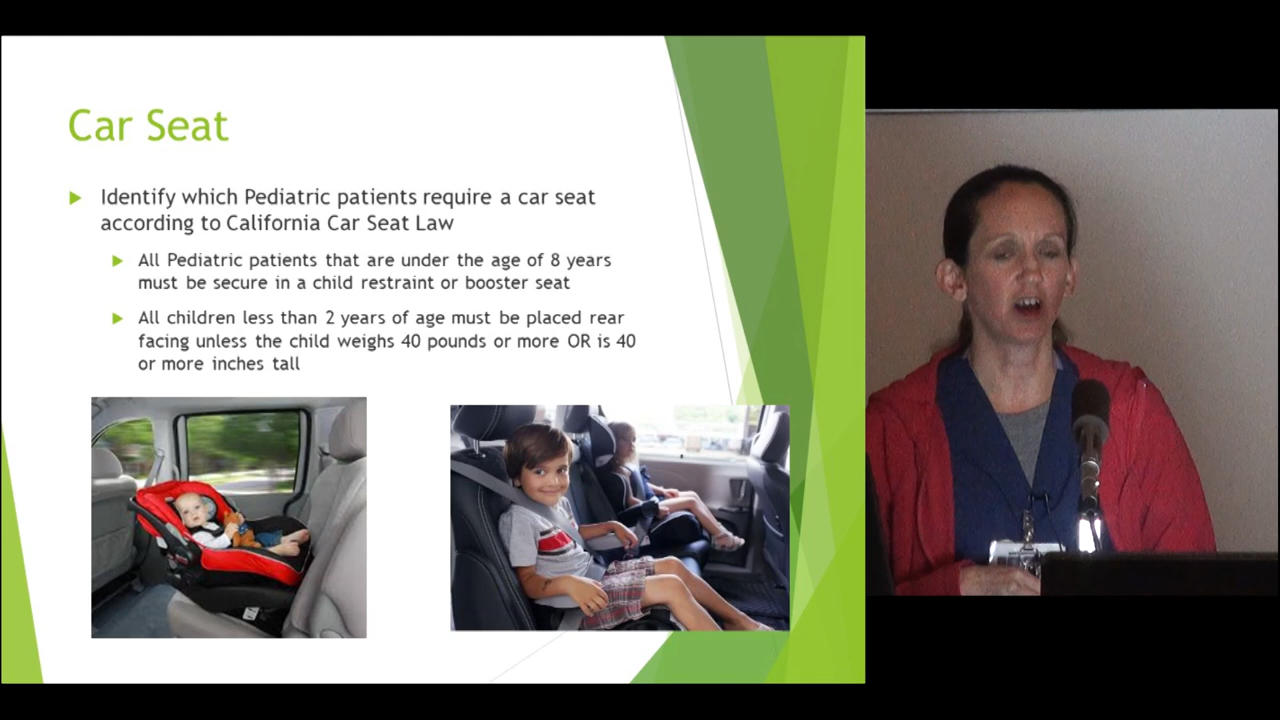 Car Seat
Identify which Pediatric patients require a car seat
according to California Car Seat Law
All Pediatric patients that are under the age of 8 years
must be secure in a child restraint or booster seat
All children less than 2 years of age must be placed rear
facing unless the child weighs 40 pounds or more OR is 40
or more inches tall